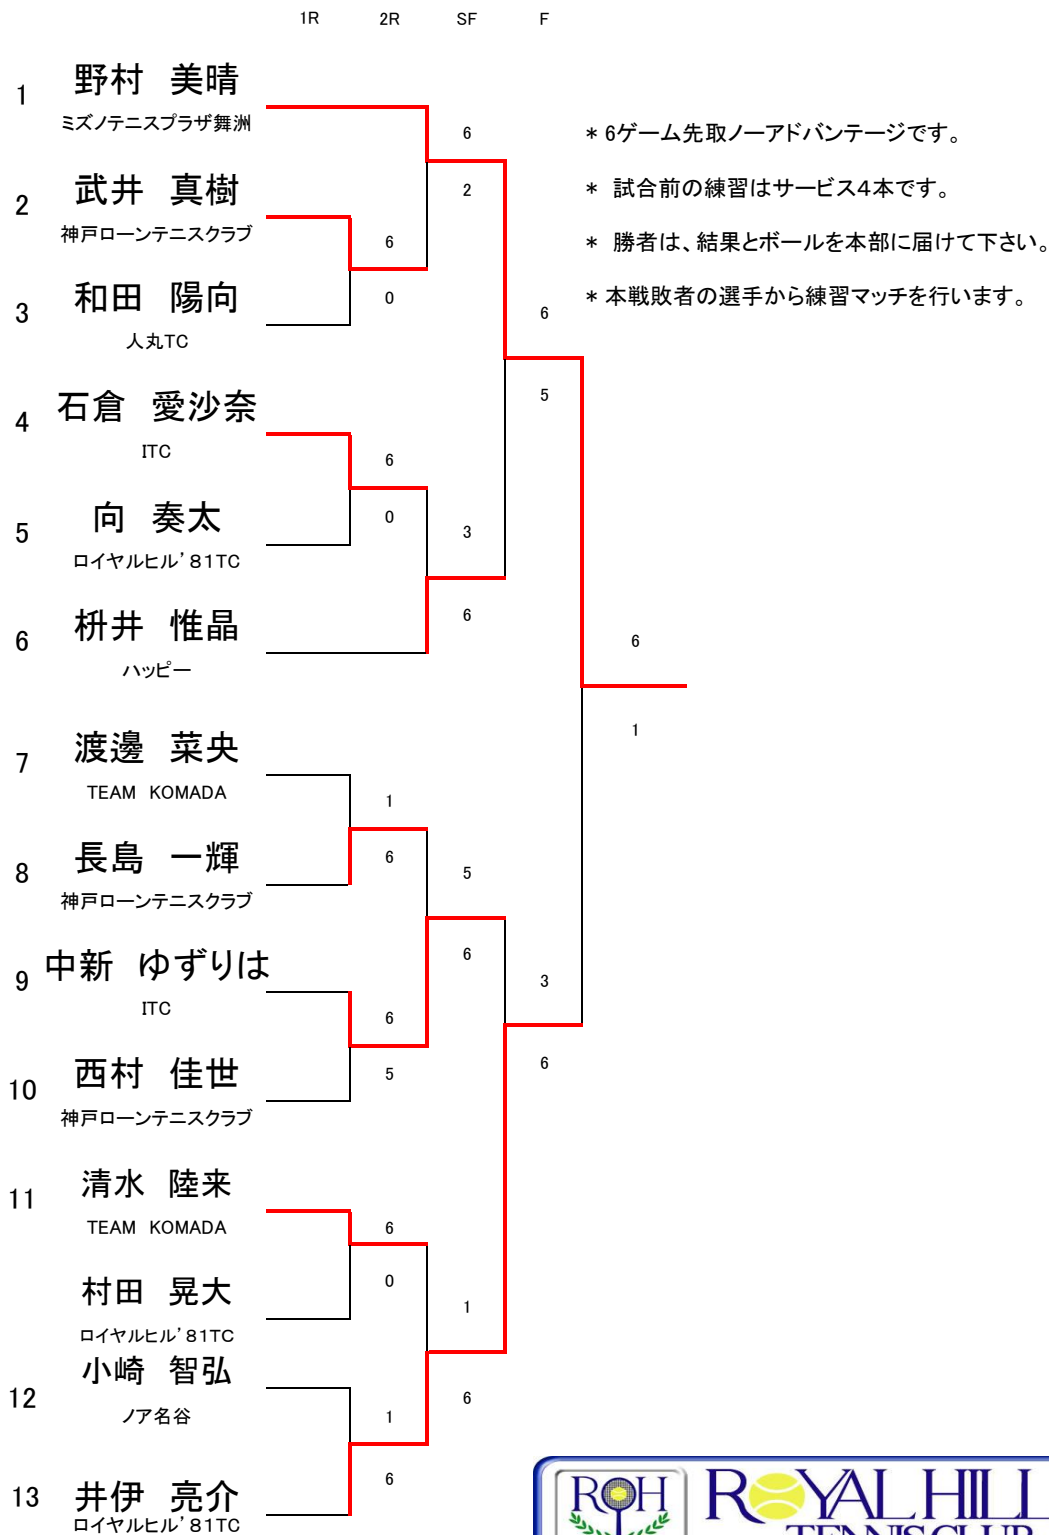 1R 2R SF F
1 野村 美晴
ミズノテニスプラザ舞洲
6
* 6ゲーム先取ノーアドバンテージです。
2 武井 真樹
2
* 試合前の練習はサービス4本です。
神戸ローンテニスクラブ
6
* 勝者は、結果とボールを本部に届けて下さい。
3 和田 陽向
0
* 本戦敗者の選手から練習マッチを行います。
人丸TC
6
4 石倉 愛沙奈
5
ITC
6
5 向 奏太
0
3
ロイヤルヒル’81TC
6 枡井 惟晶
6
ハッピー
6
7 渡邊 菜央
1
TEAM KOMADA
1
8 長島 一輝
6
5
神戸ローンテニスクラブ
9 中新 ゆずりは
6
3
ITC
6
10 西村 佳世
5
6
神戸ローンテニスクラブ
11 清水 陸来
TEAM KOMADA
6
村田 晃大
0
1
ロイヤルヒル’81TC
12 小崎 智弘
6
ノア名谷
1
13 井伊 亮介
6
ロイヤルヒル’81TC
ROH ROYAL HILL
TENNIS CLUB